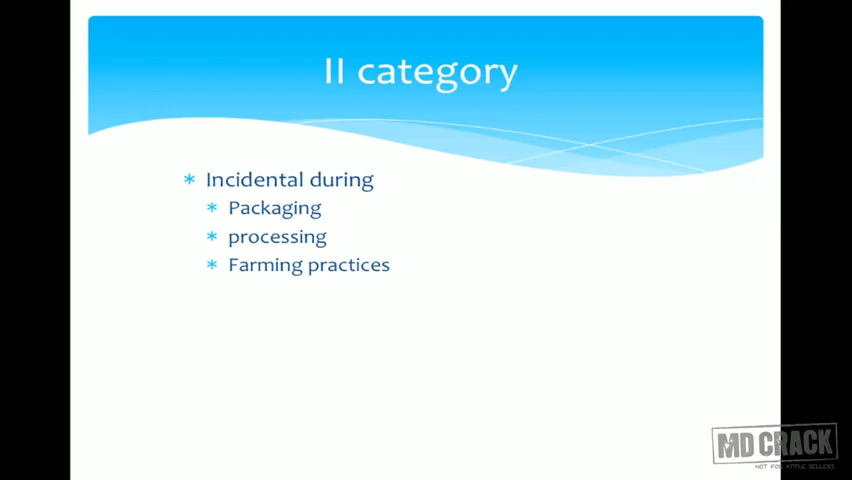 II category
* Incidental during
* Packaging
* processing
* Farming practices
MD CRACK
NOT FOR APPLE SELLERS